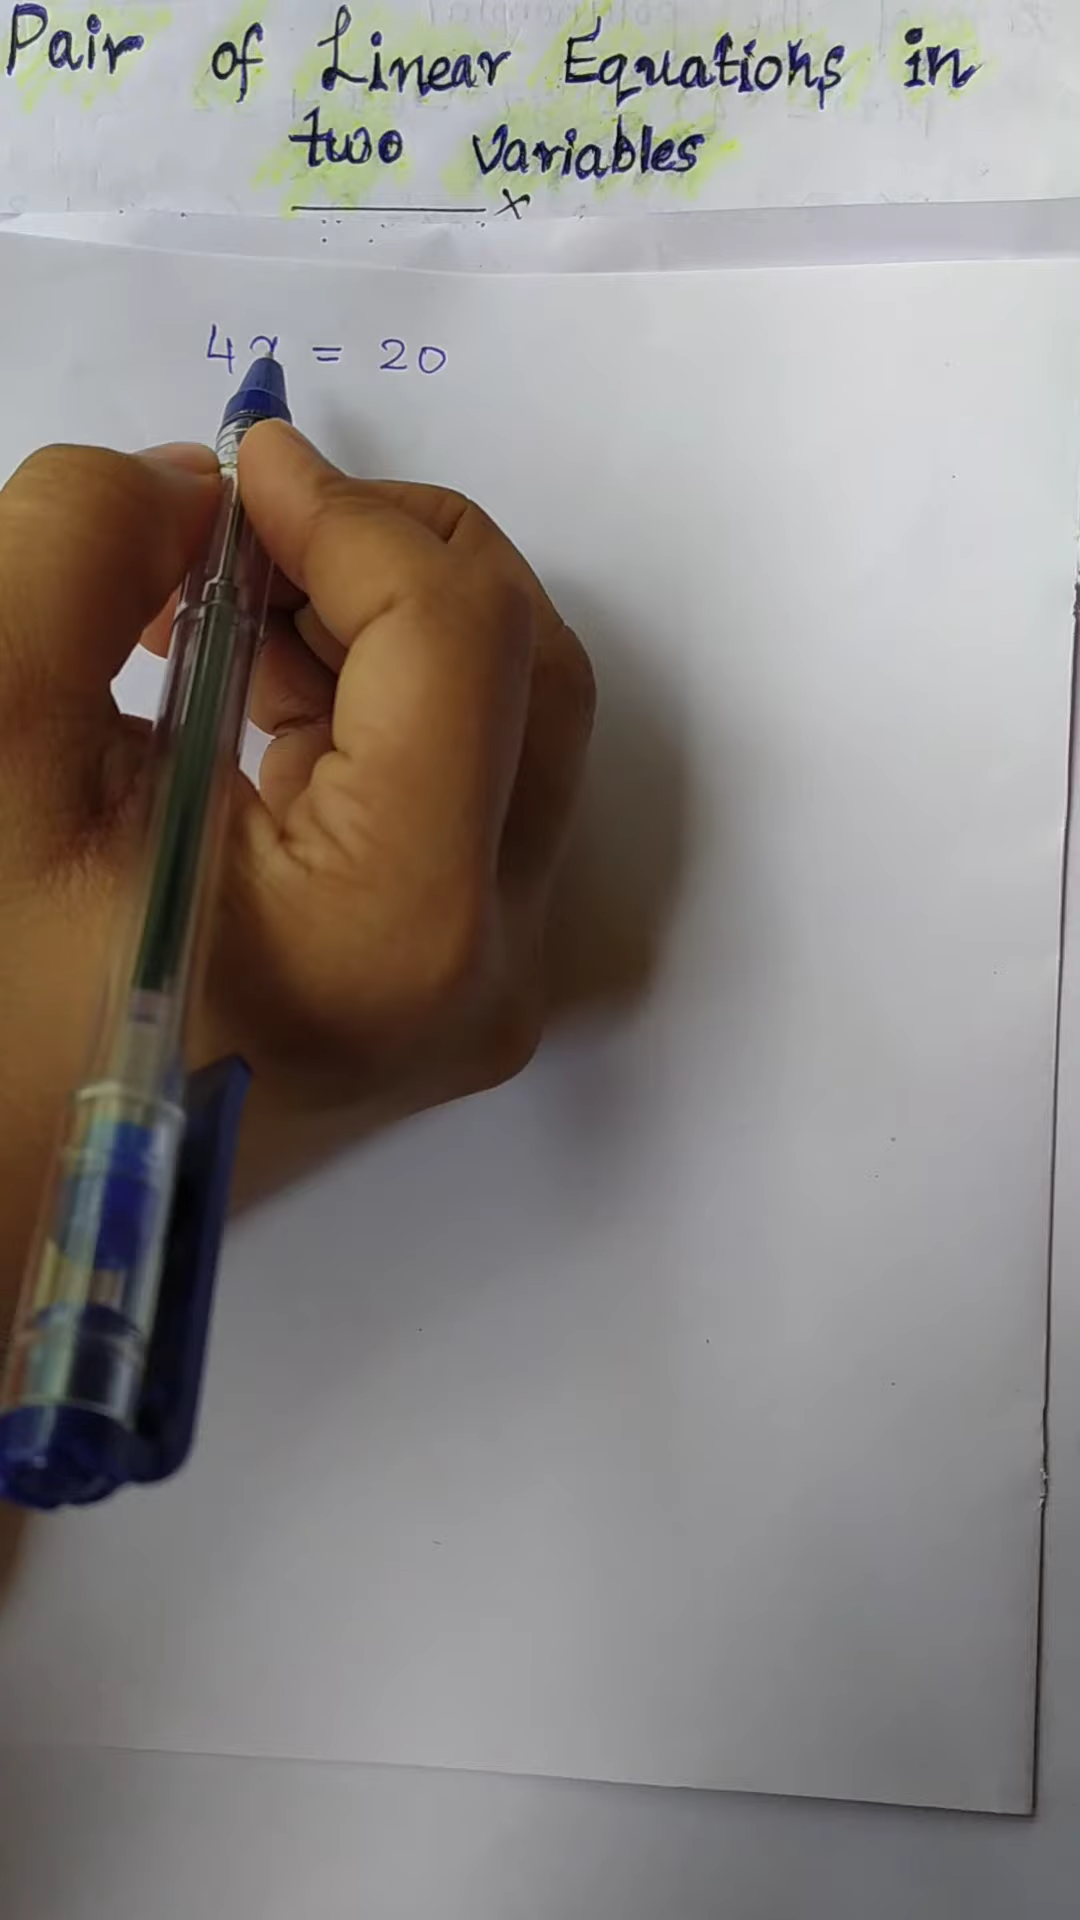 Pair of Linear Equations in
two Variables
x
4x = 20